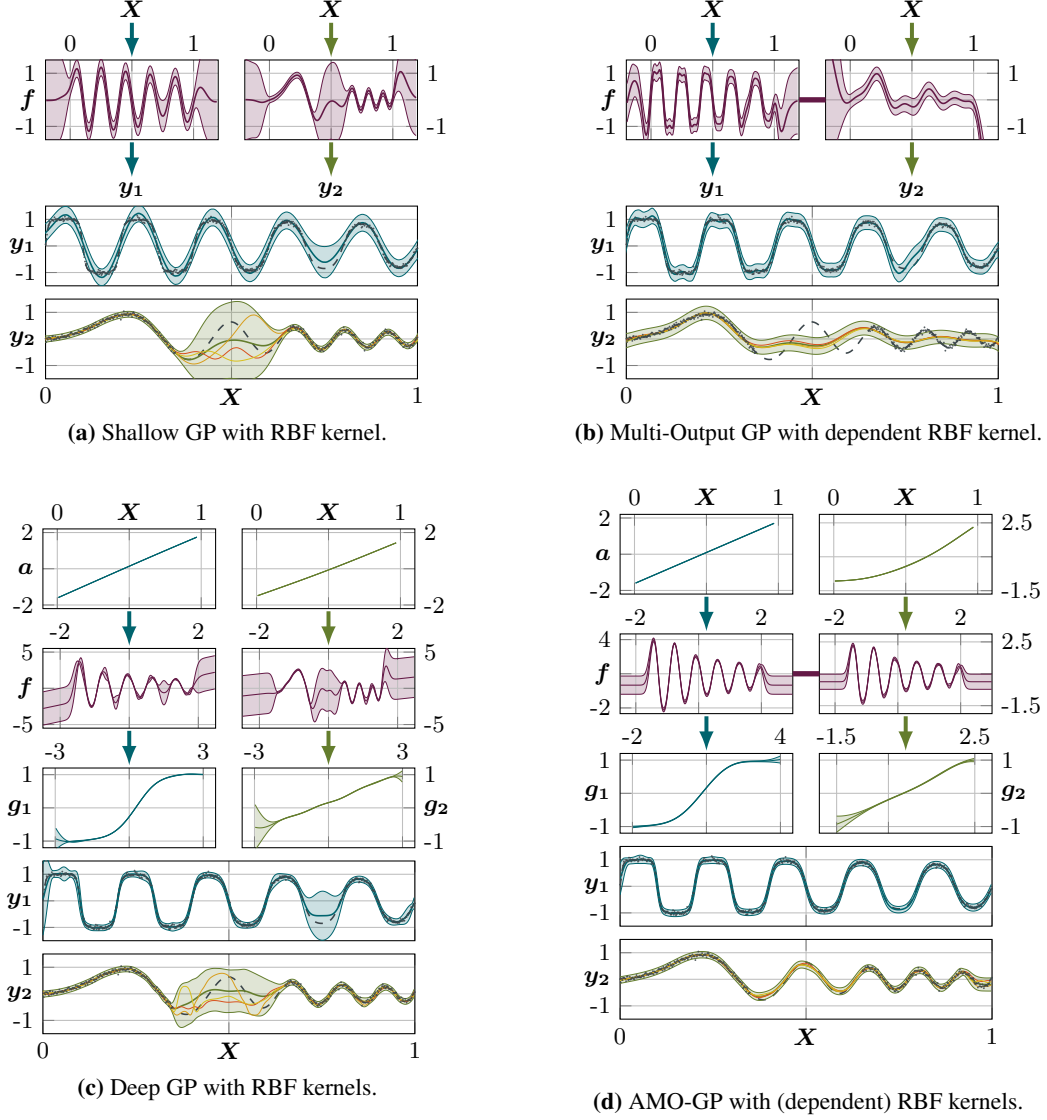 X X X X
0 1 0 1 0 1 0 1
1 1 1 1
f f
-1 -1 -1 -1
y1 y2 y1 y2
1 1
y1 y1
-1 -1
1 1
y2 y2
-1 -1
0 X 1 0 X 1
(a) Shallow GP with RBF kernel.
(b) Multi-Output GP with dependent RBF kernel.
0 X 1 0 X 1
2 2
a
-2 -2
-2 2 -2 2
5 5
f
-5 -5
-3 3 -3 3
1 1
g1 g2
-1 -1
1
y1
-1
1
y2
-1
0 X 1
(c) Deep GP with RBF kernels.
0 X 1 0 X 1
2 2.5
a
-2 -1.5
-2 2 -2 2
4 2.5
f
-2 -1.5
-2 4 -1.5 2.5
1 1
g1 g2
-1 -1
1
y1
-1
1
y2
-1
0 X 1
(d) AMO-GP with (dependent) RBF kernels.